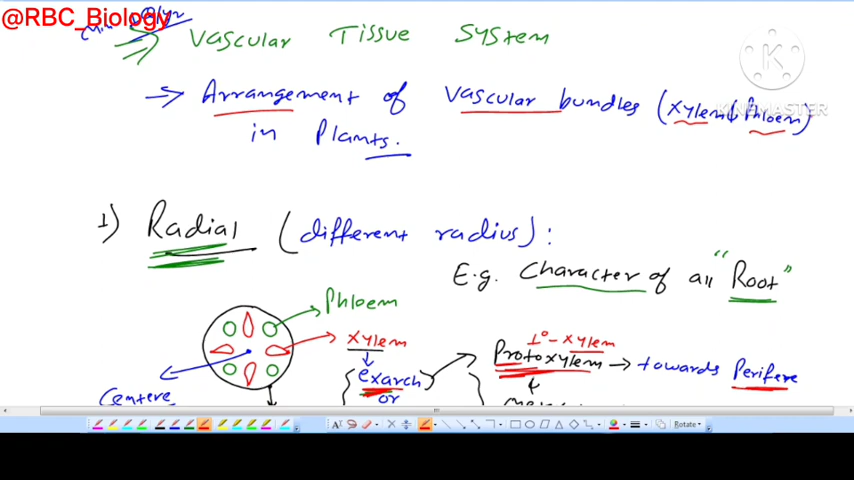 @RBC_Biology
Vascular Tissue System
→ Arrangement of Vascular bundles (xylem & Phloem)
in Plants.
KINEMASTER
1) Radial (different radius):
E.g. Character of all "Root"
Phloem
xylem
1° - xylem
Protoxylem → towards Perifere
exarch
or
Centere
Rotate